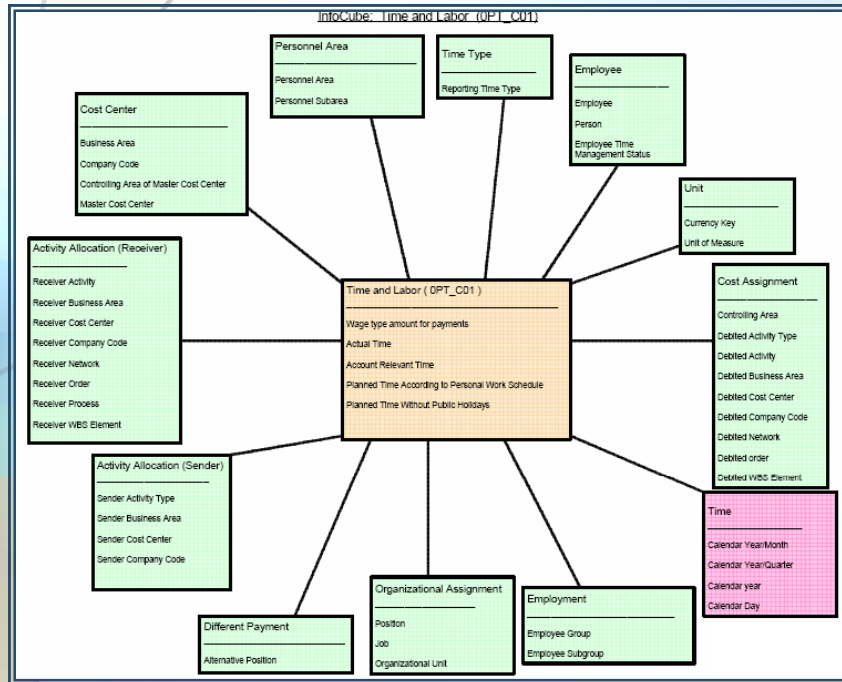 InfoCube: Time and Labor (0PT_C01)
Personnel Area
Personnel Area
Personnel Subarea
Time Type
Reporting Time Type
Employee
Employee
Person
Employee Time
Management Status
Cost Center
Business Area
Company Code
Controlling Area of Master Cost Center
Master Cost Center
Unit
Currency Key
Unit of Measure
Activity Allocation (Receiver)
Receiver Activity
Receiver Business Area
Receiver Cost Center
Receiver Company Code
Receiver Network
Receiver Order
Receiver Process
Receiver WBS Element
Time and Labor ( 0PT_C01 )
Wage type amount for payments
Actual Time
Account Relevant Time
Planned Time According to Personal Work Schedule
Planned Time Without Public Holidays
Cost Assignment
Controlling Area
Debited Activity Type
Debited Activity
Debited Business Area
Debited Cost Center
Debited Company Code
Debited Network
Debited order
Debited WBS Element
Activity Allocation (Sender)
Sender Activity Type
Sender Business Area
Sender Cost Center
Sender Company Code
Time
Calendar Year/Month
Calendar Year/Quarter
Calendar year
Calendar Day
Different Payment
Alternative Position
Organizational Assignment
Position
Job
Organizational Unit
Employment
Employee Group
Employee Subgroup